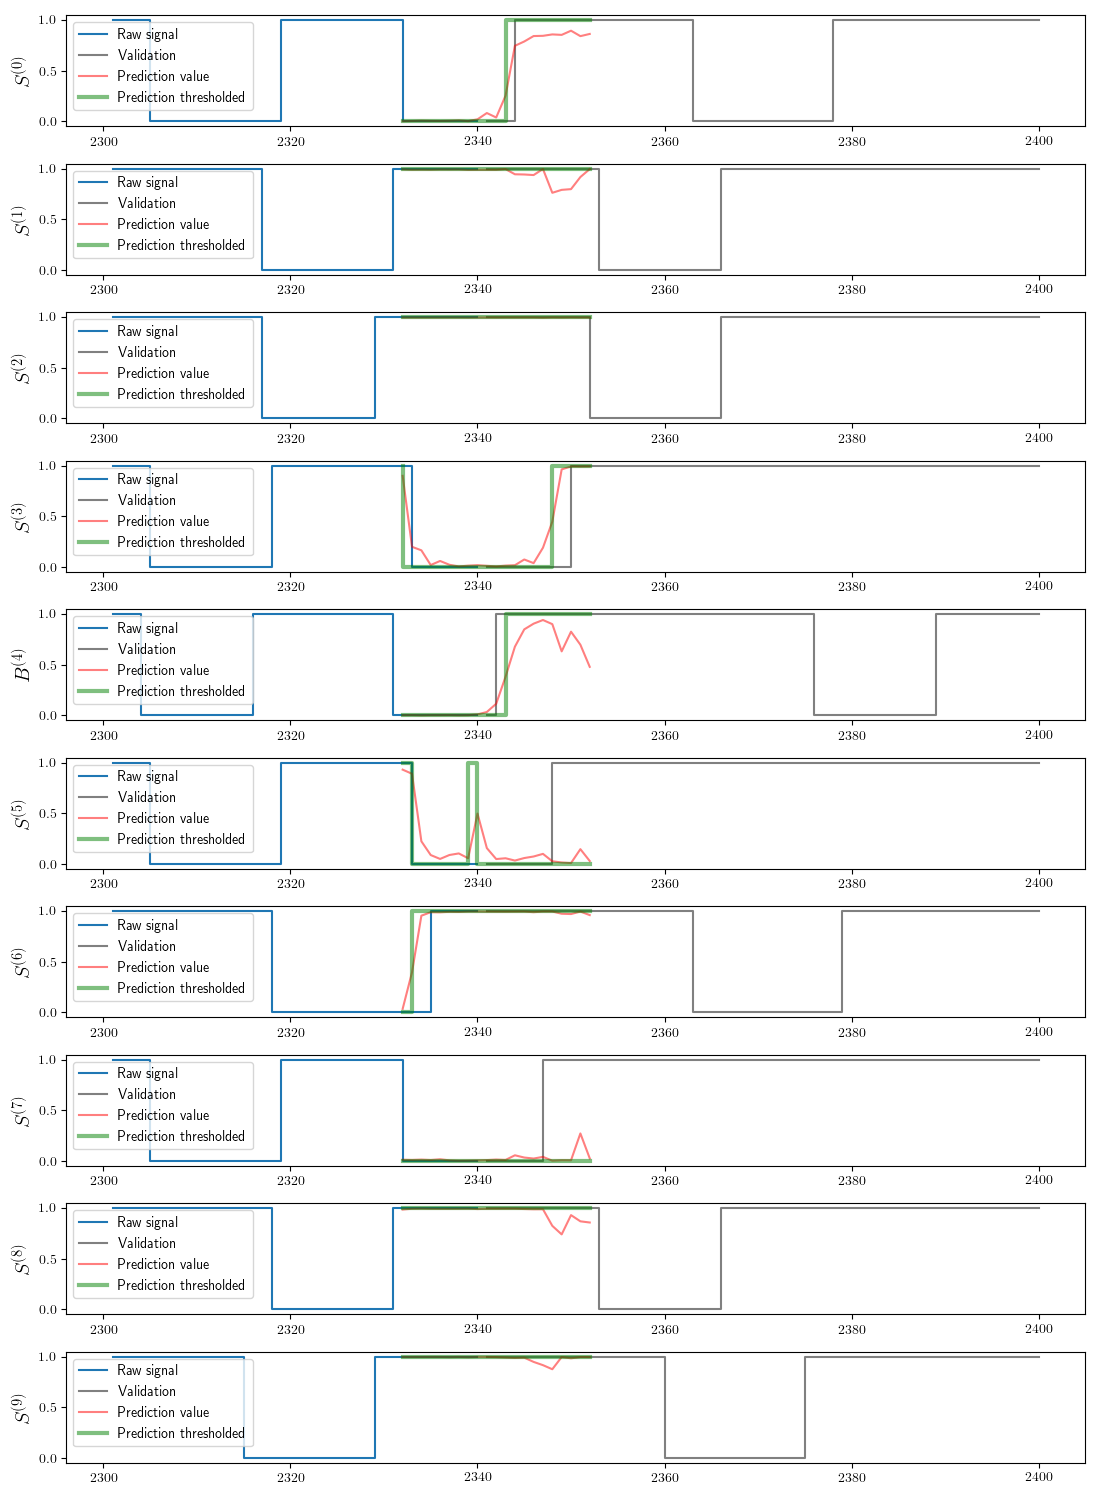 1.0
0.5
0.0
S^(0)
Raw signal
Validation
Prediction value
Prediction thresholded
2300 2320 2340 2360 2380 2400
1.0
0.5
0.0
S^(1)
Raw signal
Validation
Prediction value
Prediction thresholded
2300 2320 2340 2360 2380 2400
1.0
0.5
0.0
S^(2)
Raw signal
Validation
Prediction value
Prediction thresholded
2300 2320 2340 2360 2380 2400
1.0
0.5
0.0
S^(3)
Raw signal
Validation
Prediction value
Prediction thresholded
2300 2320 2340 2360 2380 2400
1.0
0.5
0.0
B^(4)
Raw signal
Validation
Prediction value
Prediction thresholded
2300 2320 2340 2360 2380 2400
1.0
0.5
0.0
S^(5)
Raw signal
Validation
Prediction value
Prediction thresholded
2300 2320 2340 2360 2380 2400
1.0
0.5
0.0
S^(6)
Raw signal
Validation
Prediction value
Prediction thresholded
2300 2320 2340 2360 2380 2400
1.0
0.5
0.0
S^(7)
Raw signal
Validation
Prediction value
Prediction thresholded
2300 2320 2340 2360 2380 2400
1.0
0.5
0.0
S^(8)
Raw signal
Validation
Prediction value
Prediction thresholded
2300 2320 2340 2360 2380 2400
1.0
0.5
0.0
S^(9)
Raw signal
Validation
Prediction value
Prediction thresholded
2300 2320 2340 2360 2380 2400